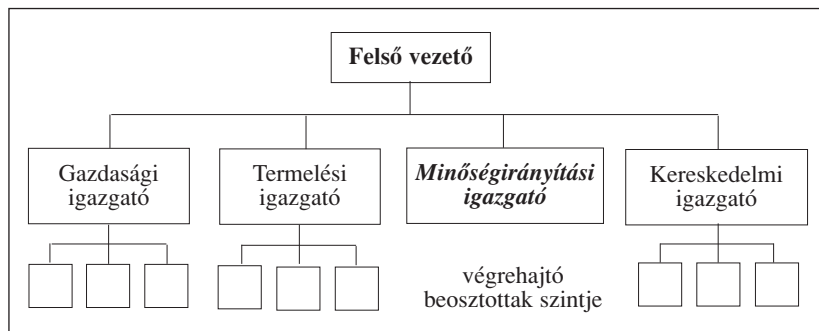 Felső vezető
Gazdasági
igazgató
Termelési
igazgató
Minőségirányítási
igazgató
Kereskedelmi
igazgató
végrehajtó
beosztottak szintje